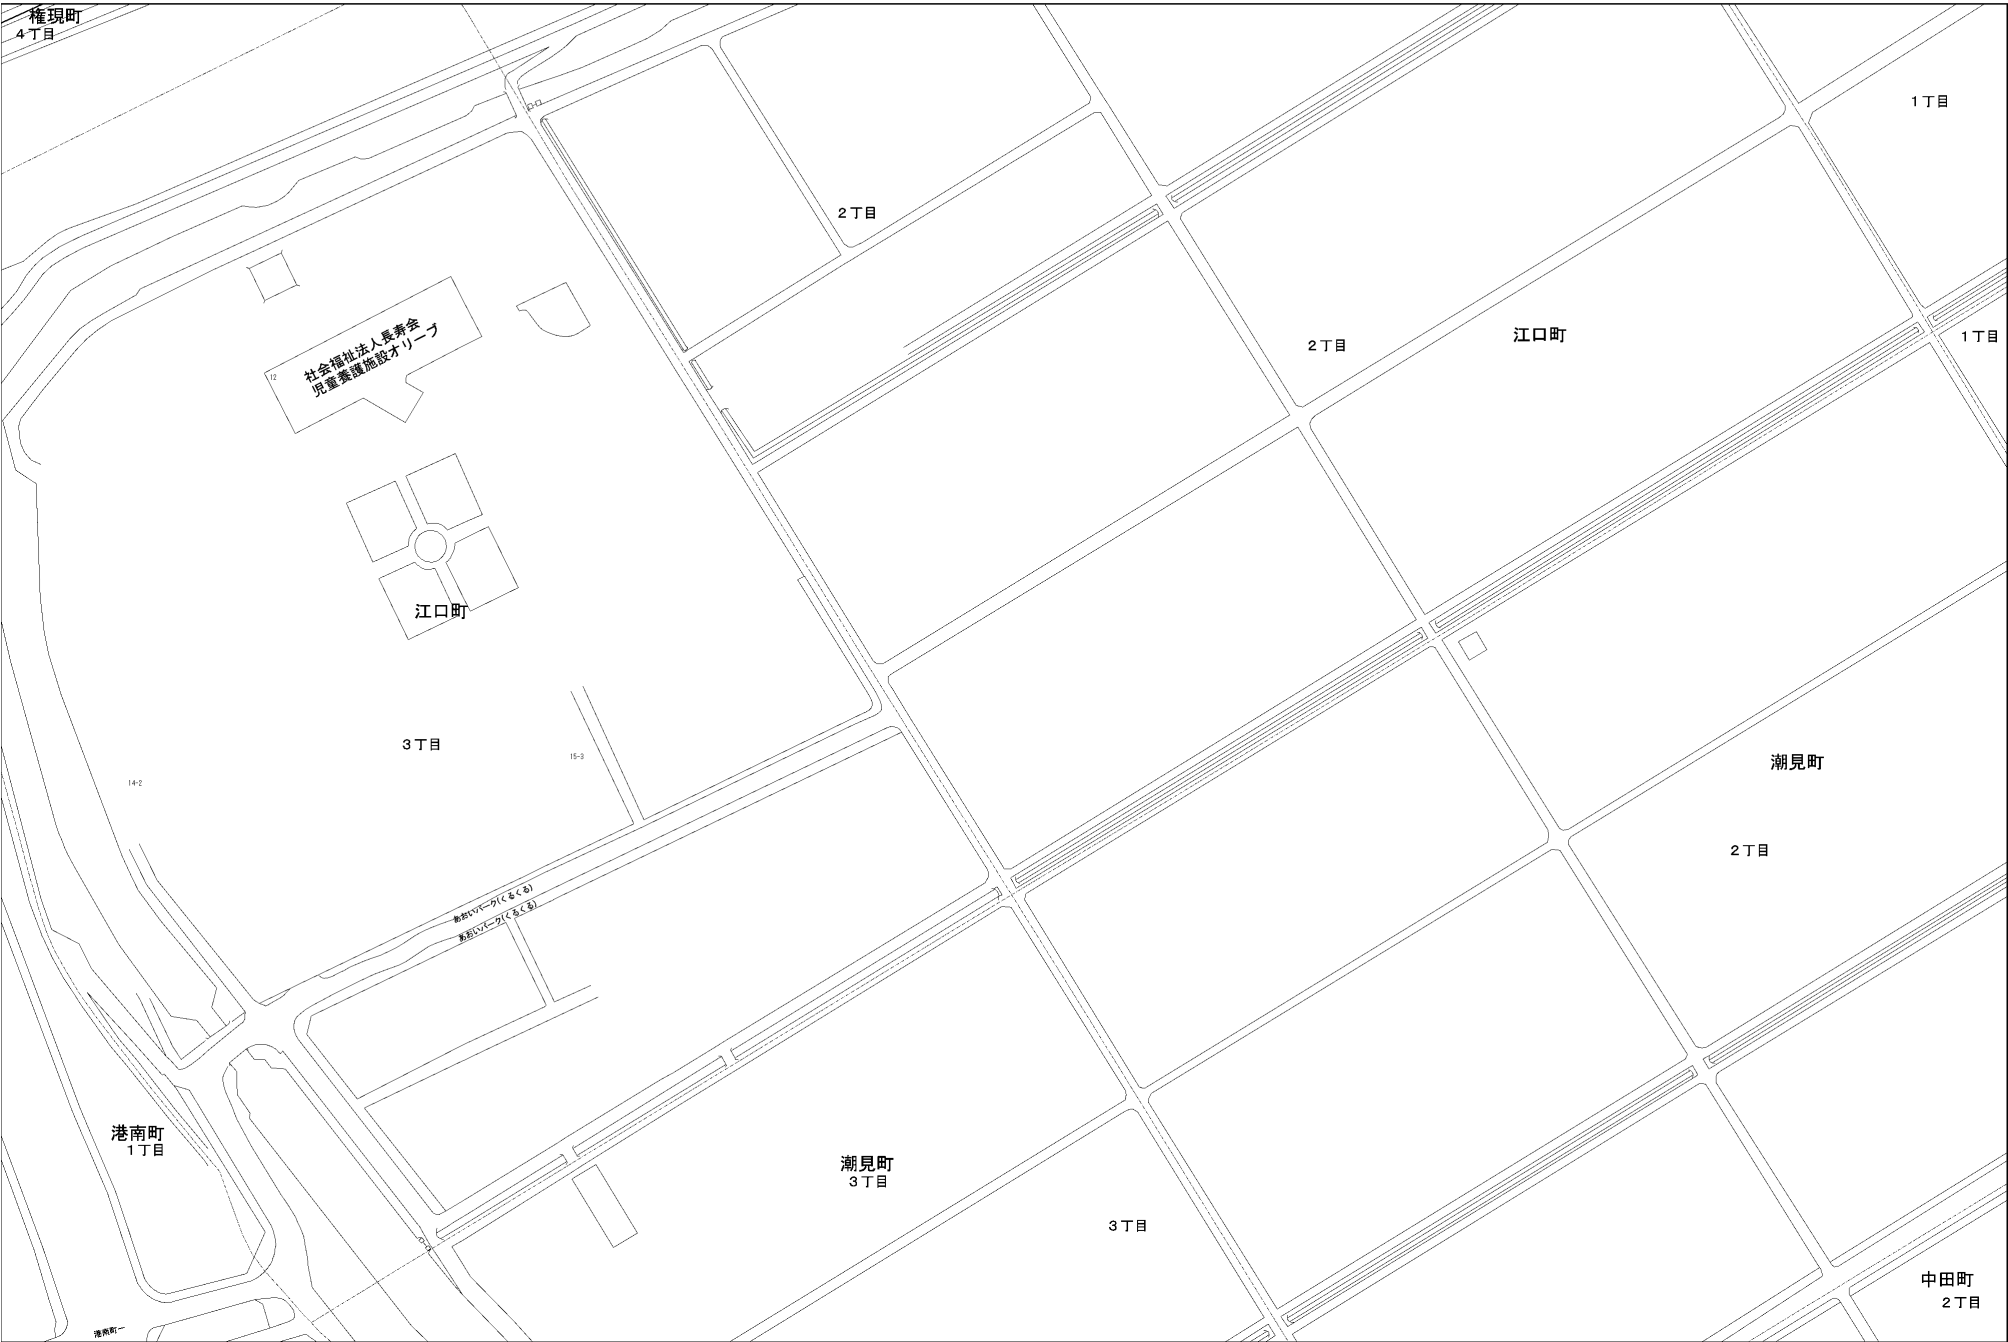 権現町
4丁目
1丁目
2丁目
江口町
2丁目
1丁目
社会福祉法人長寿会
児童養護施設オリーブ
12
江口町
3丁目
15-3
14-2
潮見町
2丁目
あおいパーク(くるくる)
あおいパーク(くるくる)
港南町
1丁目
潮見町
3丁目
3丁目
中田町
2丁目
港南町一